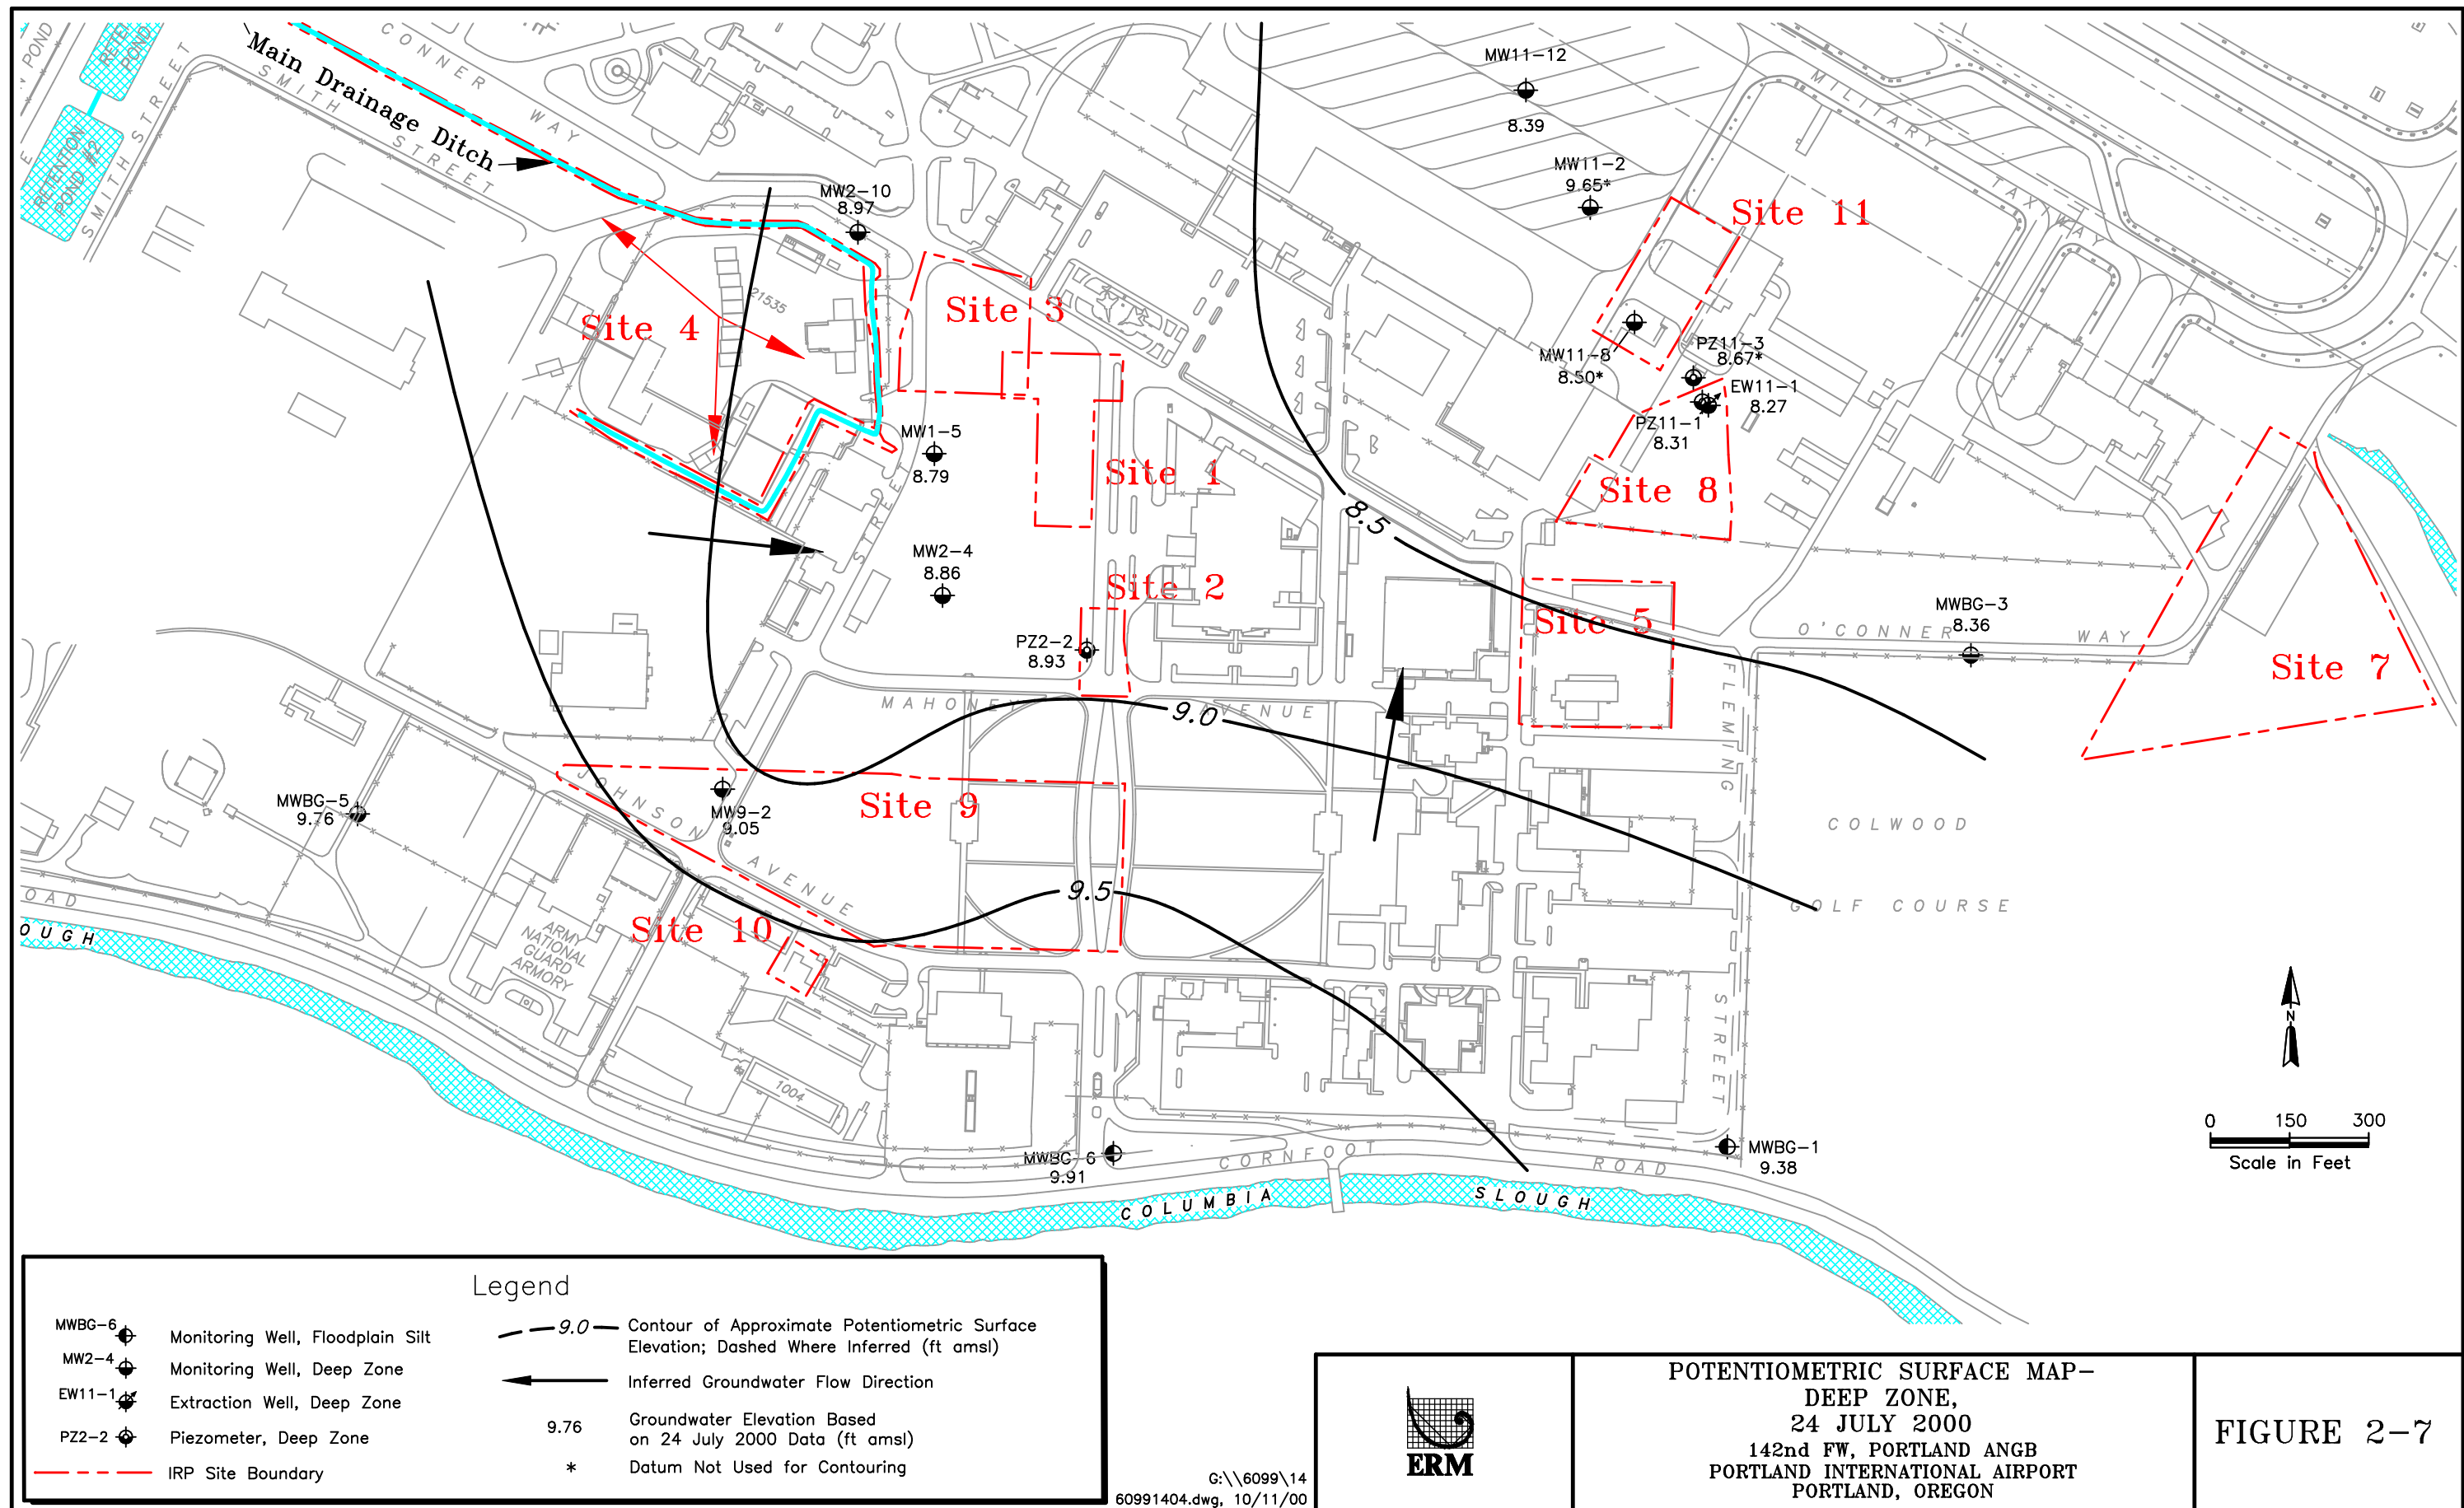 Main Drainage Ditch
CONNER WAY
SMITH STREET
SMITH STREET
RETENTION
POND #2
POND
MILITARY
TAXIWAY
MW11-12
8.39
MW11-2
9.65*
MW2-10
8.97
Site 11
Site 3
Site 4
21535
MW11-8
8.50*
PZ11-3
8.67*
EW11-1
8.27
PZ11-1
8.31
MW1-5
8.79
Site 1
Site 8
8.5
STREET
MW2-4
8.86
Site 2
Site 5
MWBG-3
8.36
O'CONNER WAY
PZ2-2
8.93
Site 7
MAHONEY AVENUE
9.0
FLEMING
STREET
JOHNSON
AVENUE
MWBG-5
9.76
MW9-2
9.05
Site 9
COLWOOD
GOLF COURSE
9.5
Site 10
ARMY
NATIONAL
GUARD
ARMORY
OAD
OUGH
1004
N
0 150 300
Scale in Feet
MWBG-6
9.91
CORNFOOT
ROAD
MWBG-1
9.38
COLUMBIA
SLOUGH
Legend
MWBG-6 Monitoring Well, Floodplain Silt
MW2-4 Monitoring Well, Deep Zone
EW11-1 Extraction Well, Deep Zone
PZ2-2 Piezometer, Deep Zone
IRP Site Boundary
9.0 Contour of Approximate Potentiometric Surface
Elevation; Dashed Where Inferred (ft amsl)
Inferred Groundwater Flow Direction
9.76 Groundwater Elevation Based
on 24 July 2000 Data (ft amsl)
* Datum Not Used for Contouring
G:\\6099\14
60991404.dwg, 10/11/00
ERM
POTENTIOMETRIC SURFACE MAP-
DEEP ZONE,
24 JULY 2000
142nd FW, PORTLAND ANGB
PORTLAND INTERNATIONAL AIRPORT
PORTLAND, OREGON
FIGURE 2-7